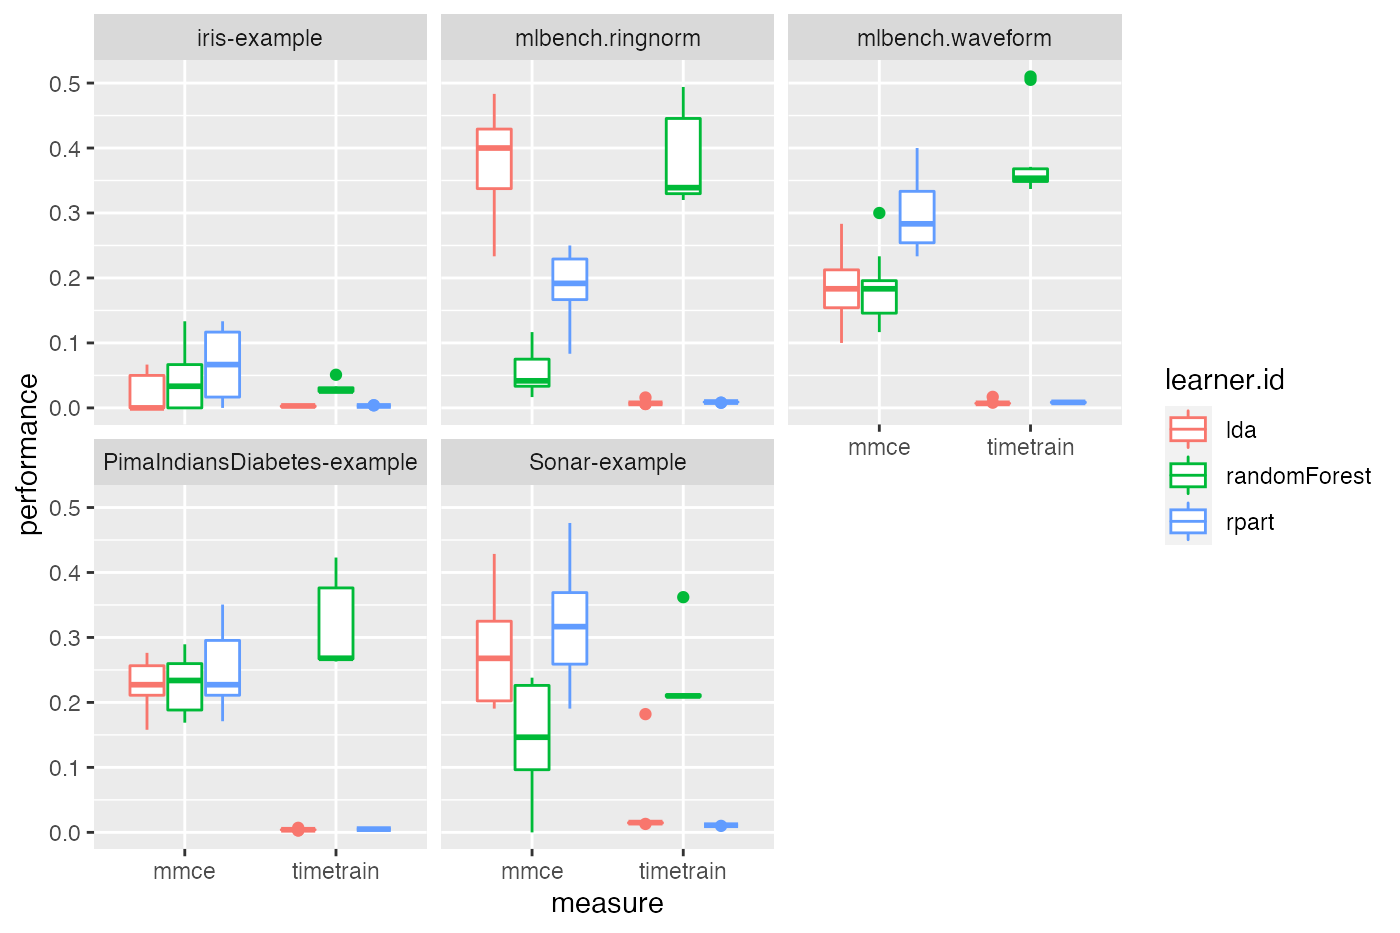 iris-example
mlbench.ringnorm
mlbench.waveform
0.5
0.4
0.3
0.2
0.1
0.0
mmce
timetrain
PimaIndiansDiabetes-example
Sonar-example
0.5
0.4
0.3
0.2
0.1
0.0
mmce
timetrain
mmce
timetrain
measure
performance
learner.id
lda
randomForest
rpart